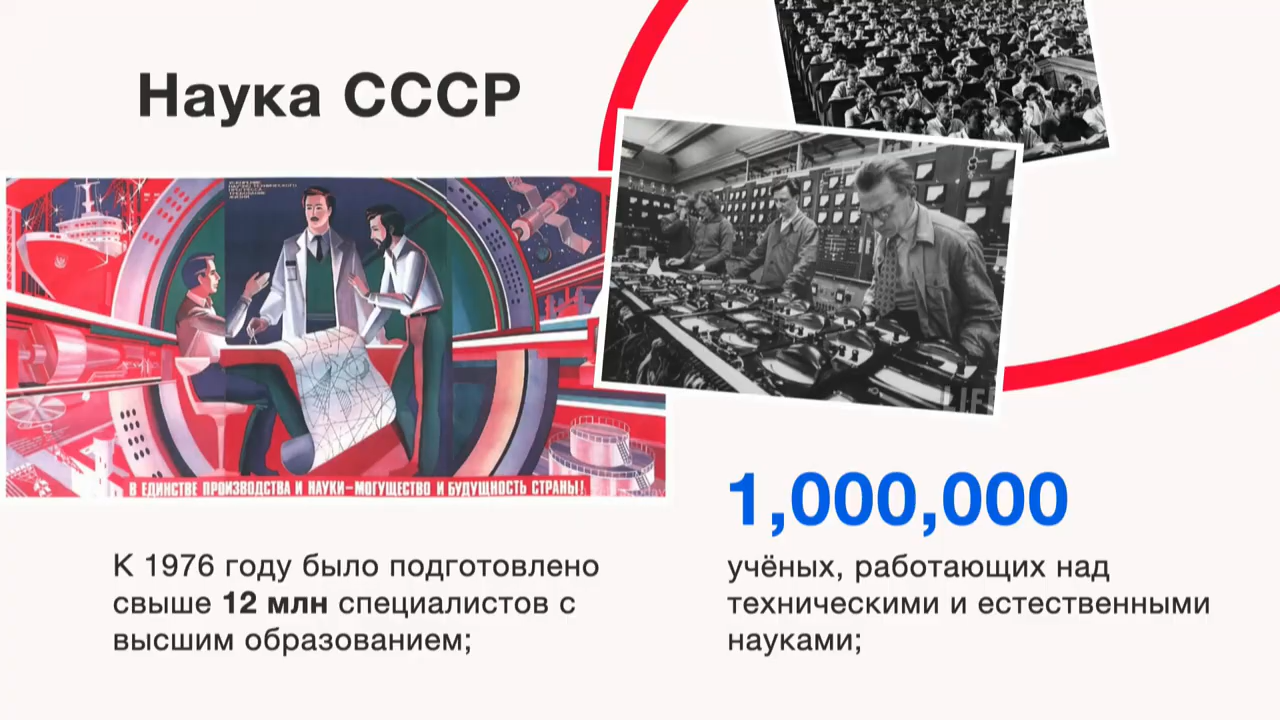 Наука СССР
В ЕДИНСТВЕ ПРОИЗВОДСТВА И НАУКИ–МОГУЩЕСТВО И БУДУЩНОСТЬ СТРАНЫ!
LIFE
1,000,000
К 1976 году было подготовлено
свыше 12 млн специалистов с
высшим образованием;
учёных, работающих над
техническими и естественными
науками;